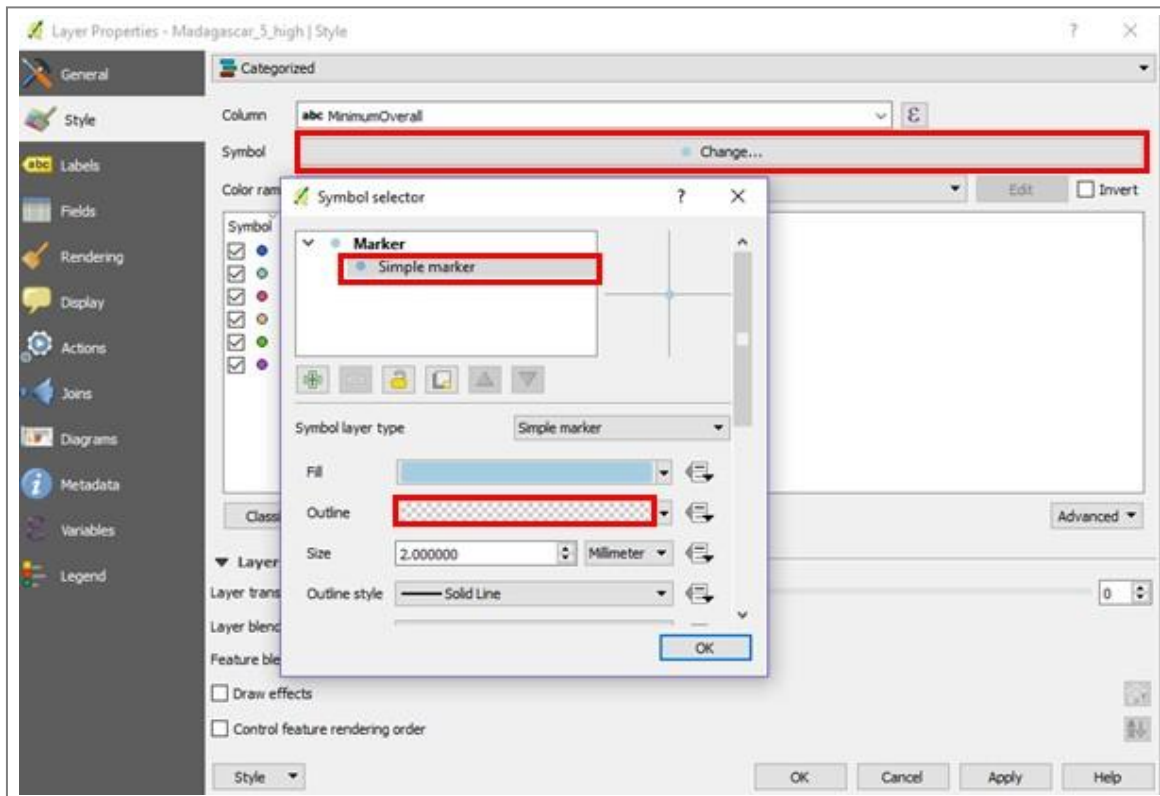 Layer Properties - Madagascar_5_high | Style ? ×
General
Style
abc Labels
Fields
Rendering
Display
Actions
Joins
Diagrams
Metadata
Variables
Legend
Categorized
Column abc MinimumOverall ε
Symbol Change...
Color ram Edit Invert
Symbol
Symbol selector ? ×
Marker
Simple marker
Symbol layer type Simple marker
Fill
Outline
Size 2.000000 Millimeter
Outline style Solid Line
OK
Classi Advanced
Layer
Layer trans 0
Layer blenc
Feature ble
Draw effects
Control feature rendering order
Style OK Cancel Apply Help